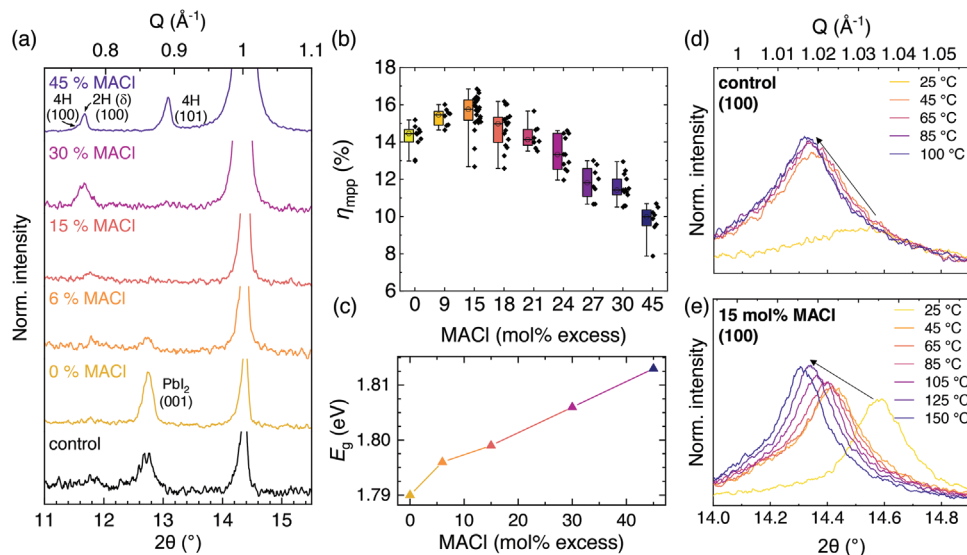 (a)
Q (Å⁻¹)
0.8 0.9 1 1.1
45 % MACl
4H
(100)
2H (δ)
(100)
4H
(101)
30 % MACl
15 % MACl
6 % MACl
0 % MACl
PbI₂
(001)
control
Norm. intensity
11 12 13 14 15
2θ (°)
(b)
18
16
14
12
10
8
6
ηmpp (%)
0 9 15 18 21 24 27 30 45
MACl (mol% excess)
(c)
1.81
1.80
1.79
Eg (eV)
0 10 20 30 40
MACl (mol% excess)
(d)
Q (Å⁻¹)
1 1.01 1.02 1.03 1.04 1.05
control
(100)
25 °C
45 °C
65 °C
85 °C
100 °C
Norm. intensity
(e)
15 mol% MACl
(100)
25 °C
45 °C
65 °C
85 °C
105 °C
125 °C
150 °C
Norm. intensity
14.0 14.2 14.4 14.6 14.8
2θ (°)